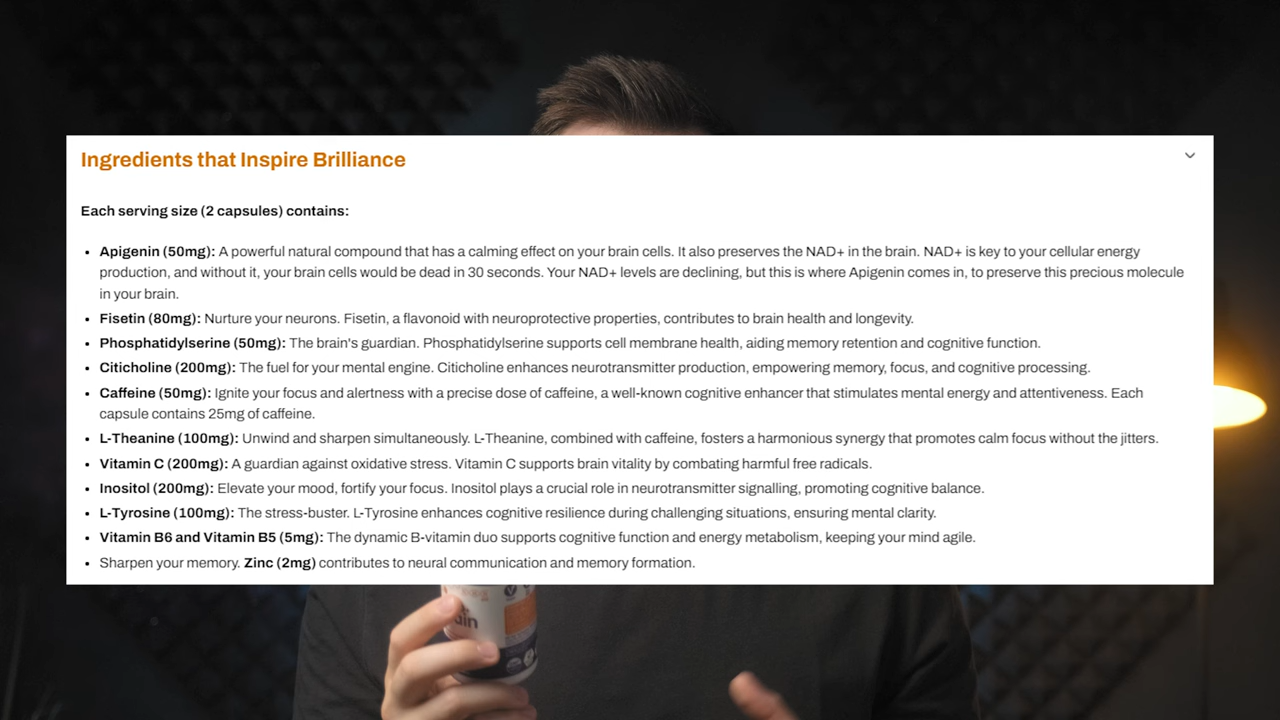 Ingredients that Inspire Brilliance
Each serving size (2 capsules) contains:
• Apigenin (50mg): A powerful natural compound that has a calming effect on your brain cells. It also preserves the NAD+ in the brain. NAD+ is key to your cellular energy
production, and without it, your brain cells would be dead in 30 seconds. Your NAD+ levels are declining, but this is where Apigenin comes in, to preserve this precious molecule
in your brain.
• Fisetin (80mg): Nurture your neurons. Fisetin, a flavonoid with neuroprotective properties, contributes to brain health and longevity.
• Phosphatidylserine (50mg): The brain's guardian. Phosphatidylserine supports cell membrane health, aiding memory retention and cognitive function.
• Citicholine (200mg): The fuel for your mental engine. Citicholine enhances neurotransmitter production, empowering memory, focus, and cognitive processing.
• Caffeine (50mg): Ignite your focus and alertness with a precise dose of caffeine, a well-known cognitive enhancer that stimulates mental energy and attentiveness. Each
capsule contains 25mg of caffeine.
• L-Theanine (100mg): Unwind and sharpen simultaneously. L-Theanine, combined with caffeine, fosters a harmonious synergy that promotes calm focus without the jitters.
• Vitamin C (200mg): A guardian against oxidative stress. Vitamin C supports brain vitality by combating harmful free radicals.
• Inositol (200mg): Elevate your mood, fortify your focus. Inositol plays a crucial role in neurotransmitter signalling, promoting cognitive balance.
• L-Tyrosine (100mg): The stress-buster. L-Tyrosine enhances cognitive resilience during challenging situations, ensuring mental clarity.
• Vitamin B6 and Vitamin B5 (5mg): The dynamic B-vitamin duo supports cognitive function and energy metabolism, keeping your mind agile.
• Sharpen your memory. Zinc (2mg) contributes to neural communication and memory formation.